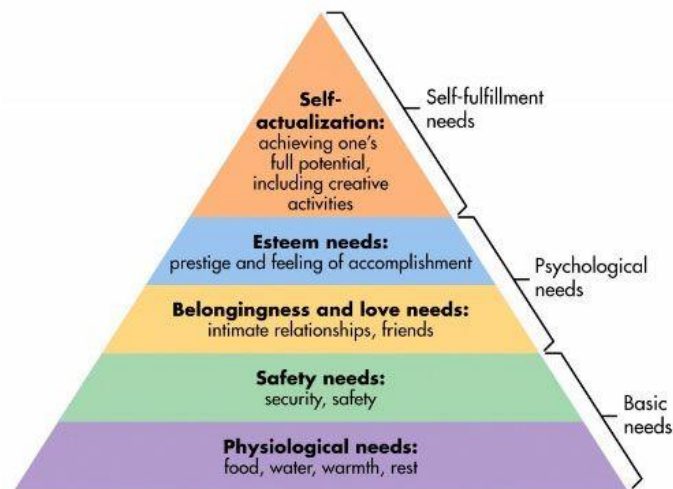 Self-
actualization:
achieving one's
full potential,
including creative
activities
Self-fulfillment
needs
Esteem needs:
prestige and feeling of accomplishment
Psychological
needs
Belongingness and love needs:
intimate relationships, friends
Safety needs:
security, safety
Basic
needs
Physiological needs:
food, water, warmth, rest